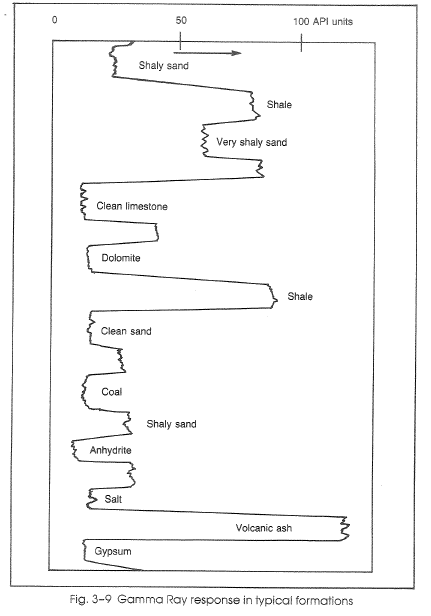 0 50 100 API units
Shaly sand
Shale
Very shaly sand
Clean limestone
Dolomite
Shale
Clean sand
Coal
Shaly sand
Anhydrite
Salt
Volcanic ash
Gypsum
Fig. 3–9 Gamma Ray response in typical formations